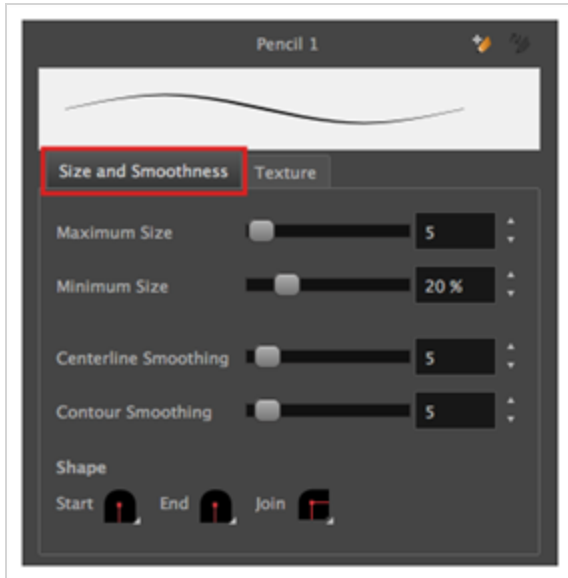 Pencil 1
Size and Smoothness Texture
Maximum Size 5
Minimum Size 20 %
Centerline Smoothing 5
Contour Smoothing 5
Shape
Start End Join